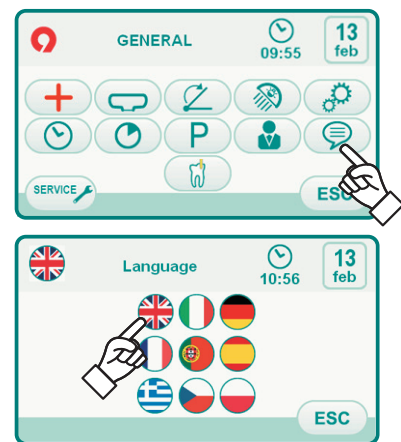 GENERAL
09:55
13
feb
P
SERVICE
ESC
Language
10:56
13
feb
ESC